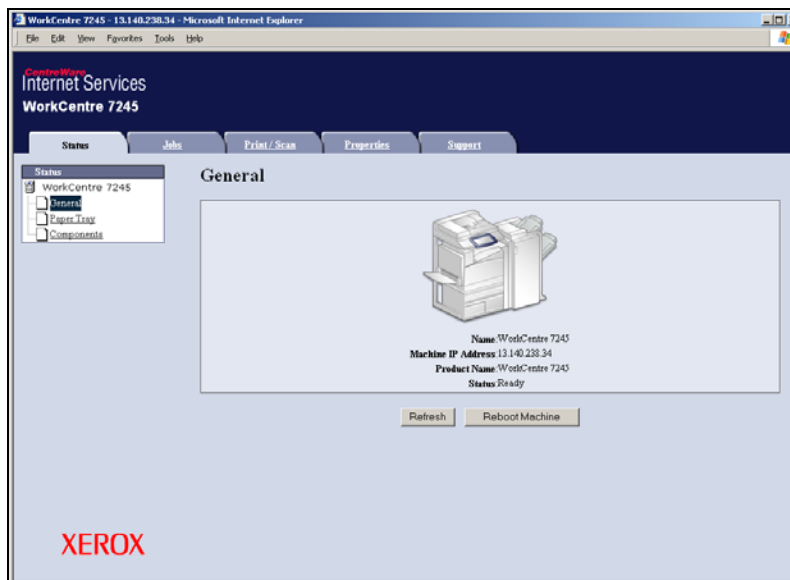 WorkCentre 7245 - 13.140.238.34 - Microsoft Internet Explorer
File Edit View Favorites Tools Help
CentreWare
Internet Services
WorkCentre 7245
Status Jobs Print / Scan Properties Support
Status
WorkCentre 7245
General
Paper Tray
Components
General
Name:WorkCentre 7245
Machine IP Address:13.140.238.34
Product Name:WorkCentre 7245
Status:Ready
Refresh Reboot Machine
XEROX